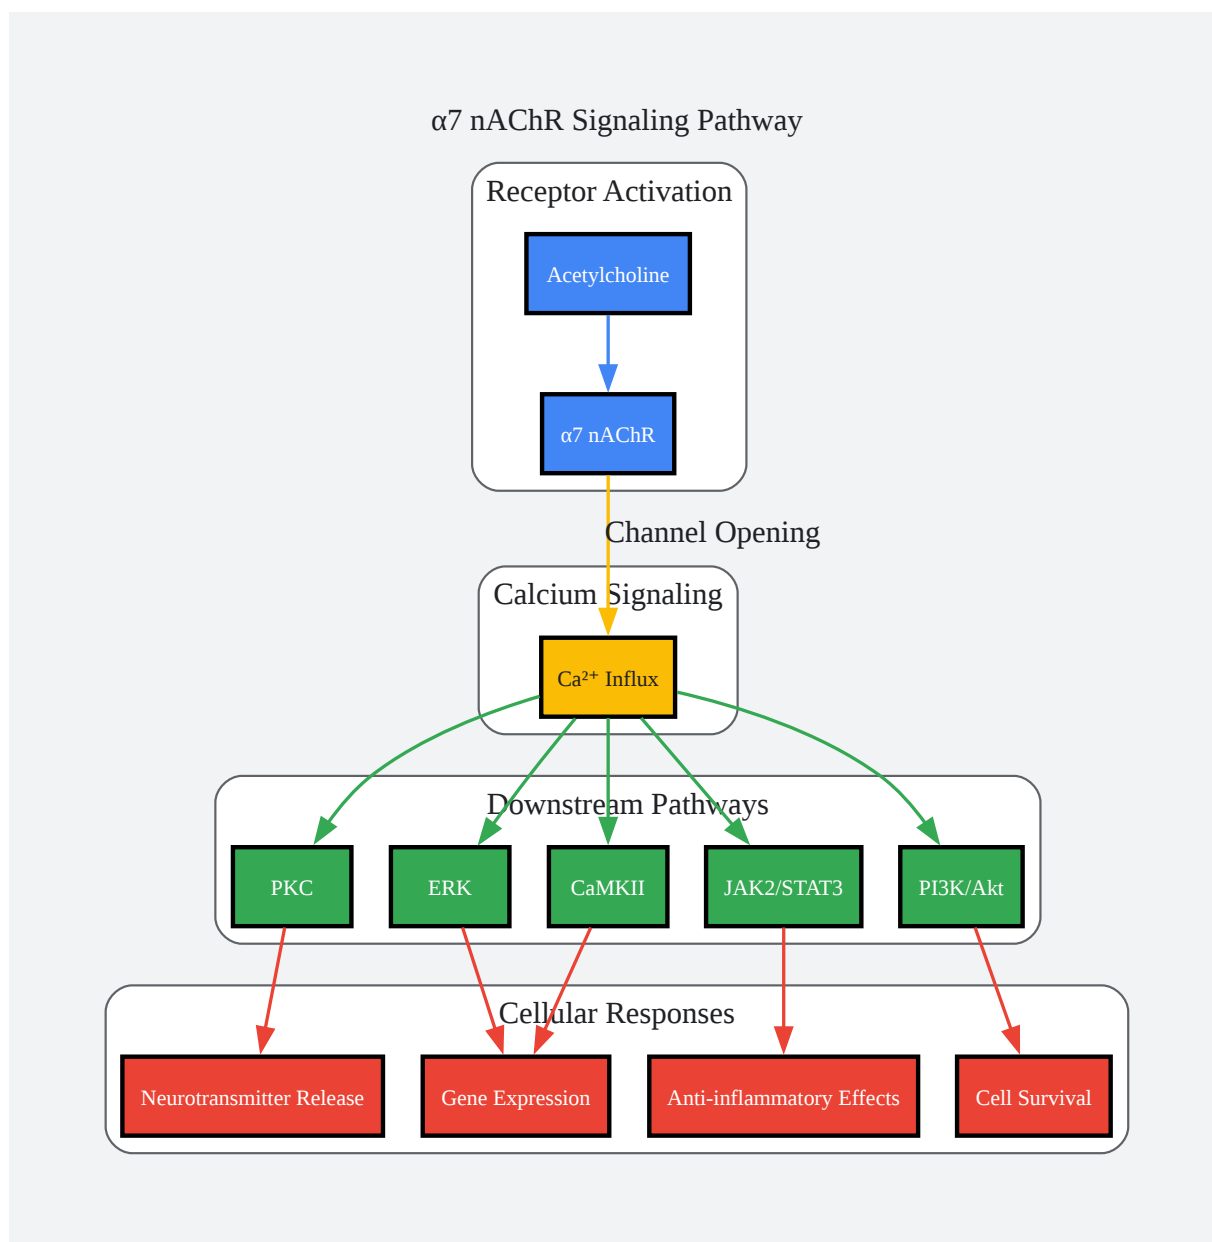 α7 nAChR Signaling Pathway
Receptor Activation
Acetylcholine
α7 nAChR
Channel Opening
Calcium Signaling
Ca²⁺ Influx
Downstream Pathways
PKC
ERK
CaMKII
JAK2/STAT3
PI3K/Akt
Cellular Responses
Neurotransmitter Release
Gene Expression
Anti-inflammatory Effects
Cell Survival